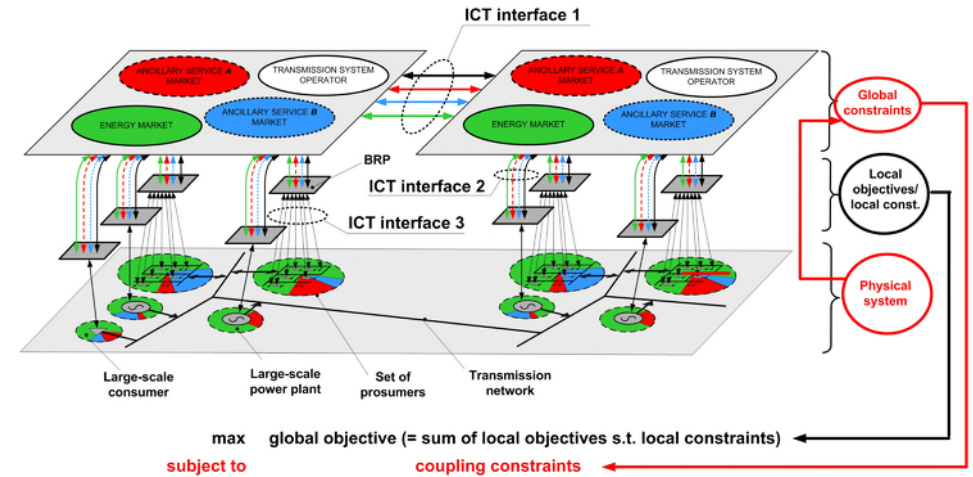 ICT interface 1
ANCILLARY SERVICE A
MARKET
TRANSMISSION SYSTEM
OPERATOR
ENERGY MARKET
ANCILLARY SERVICE B
MARKET
ANCILLARY SERVICE A
MARKET
TRANSMISSION SYSTEM
OPERATOR
ENERGY MARKET
ANCILLARY SERVICE B
MARKET
Global
constraints
BRP
ICT interface 2
ICT interface 3
Local
objectives/
local const.
Physical
system
Large-scale
consumer
Large-scale
power plant
Set of
prosumers
Transmission
network
max global objective (= sum of local objectives s.t. local constraints)
subject to coupling constraints